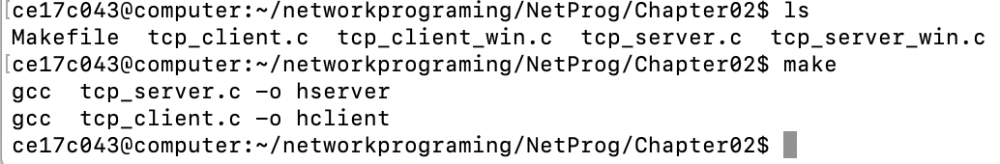 [ce17c043@computer:~/networkprograming/NetProg/Chapter02$ ls
Makefile  tcp_client.c  tcp_client_win.c  tcp_server.c  tcp_server_win.c
[ce17c043@computer:~/networkprograming/NetProg/Chapter02$ make
gcc  tcp_server.c -o hserver
gcc  tcp_client.c -o hclient
ce17c043@computer:~/networkprograming/NetProg/Chapter02$